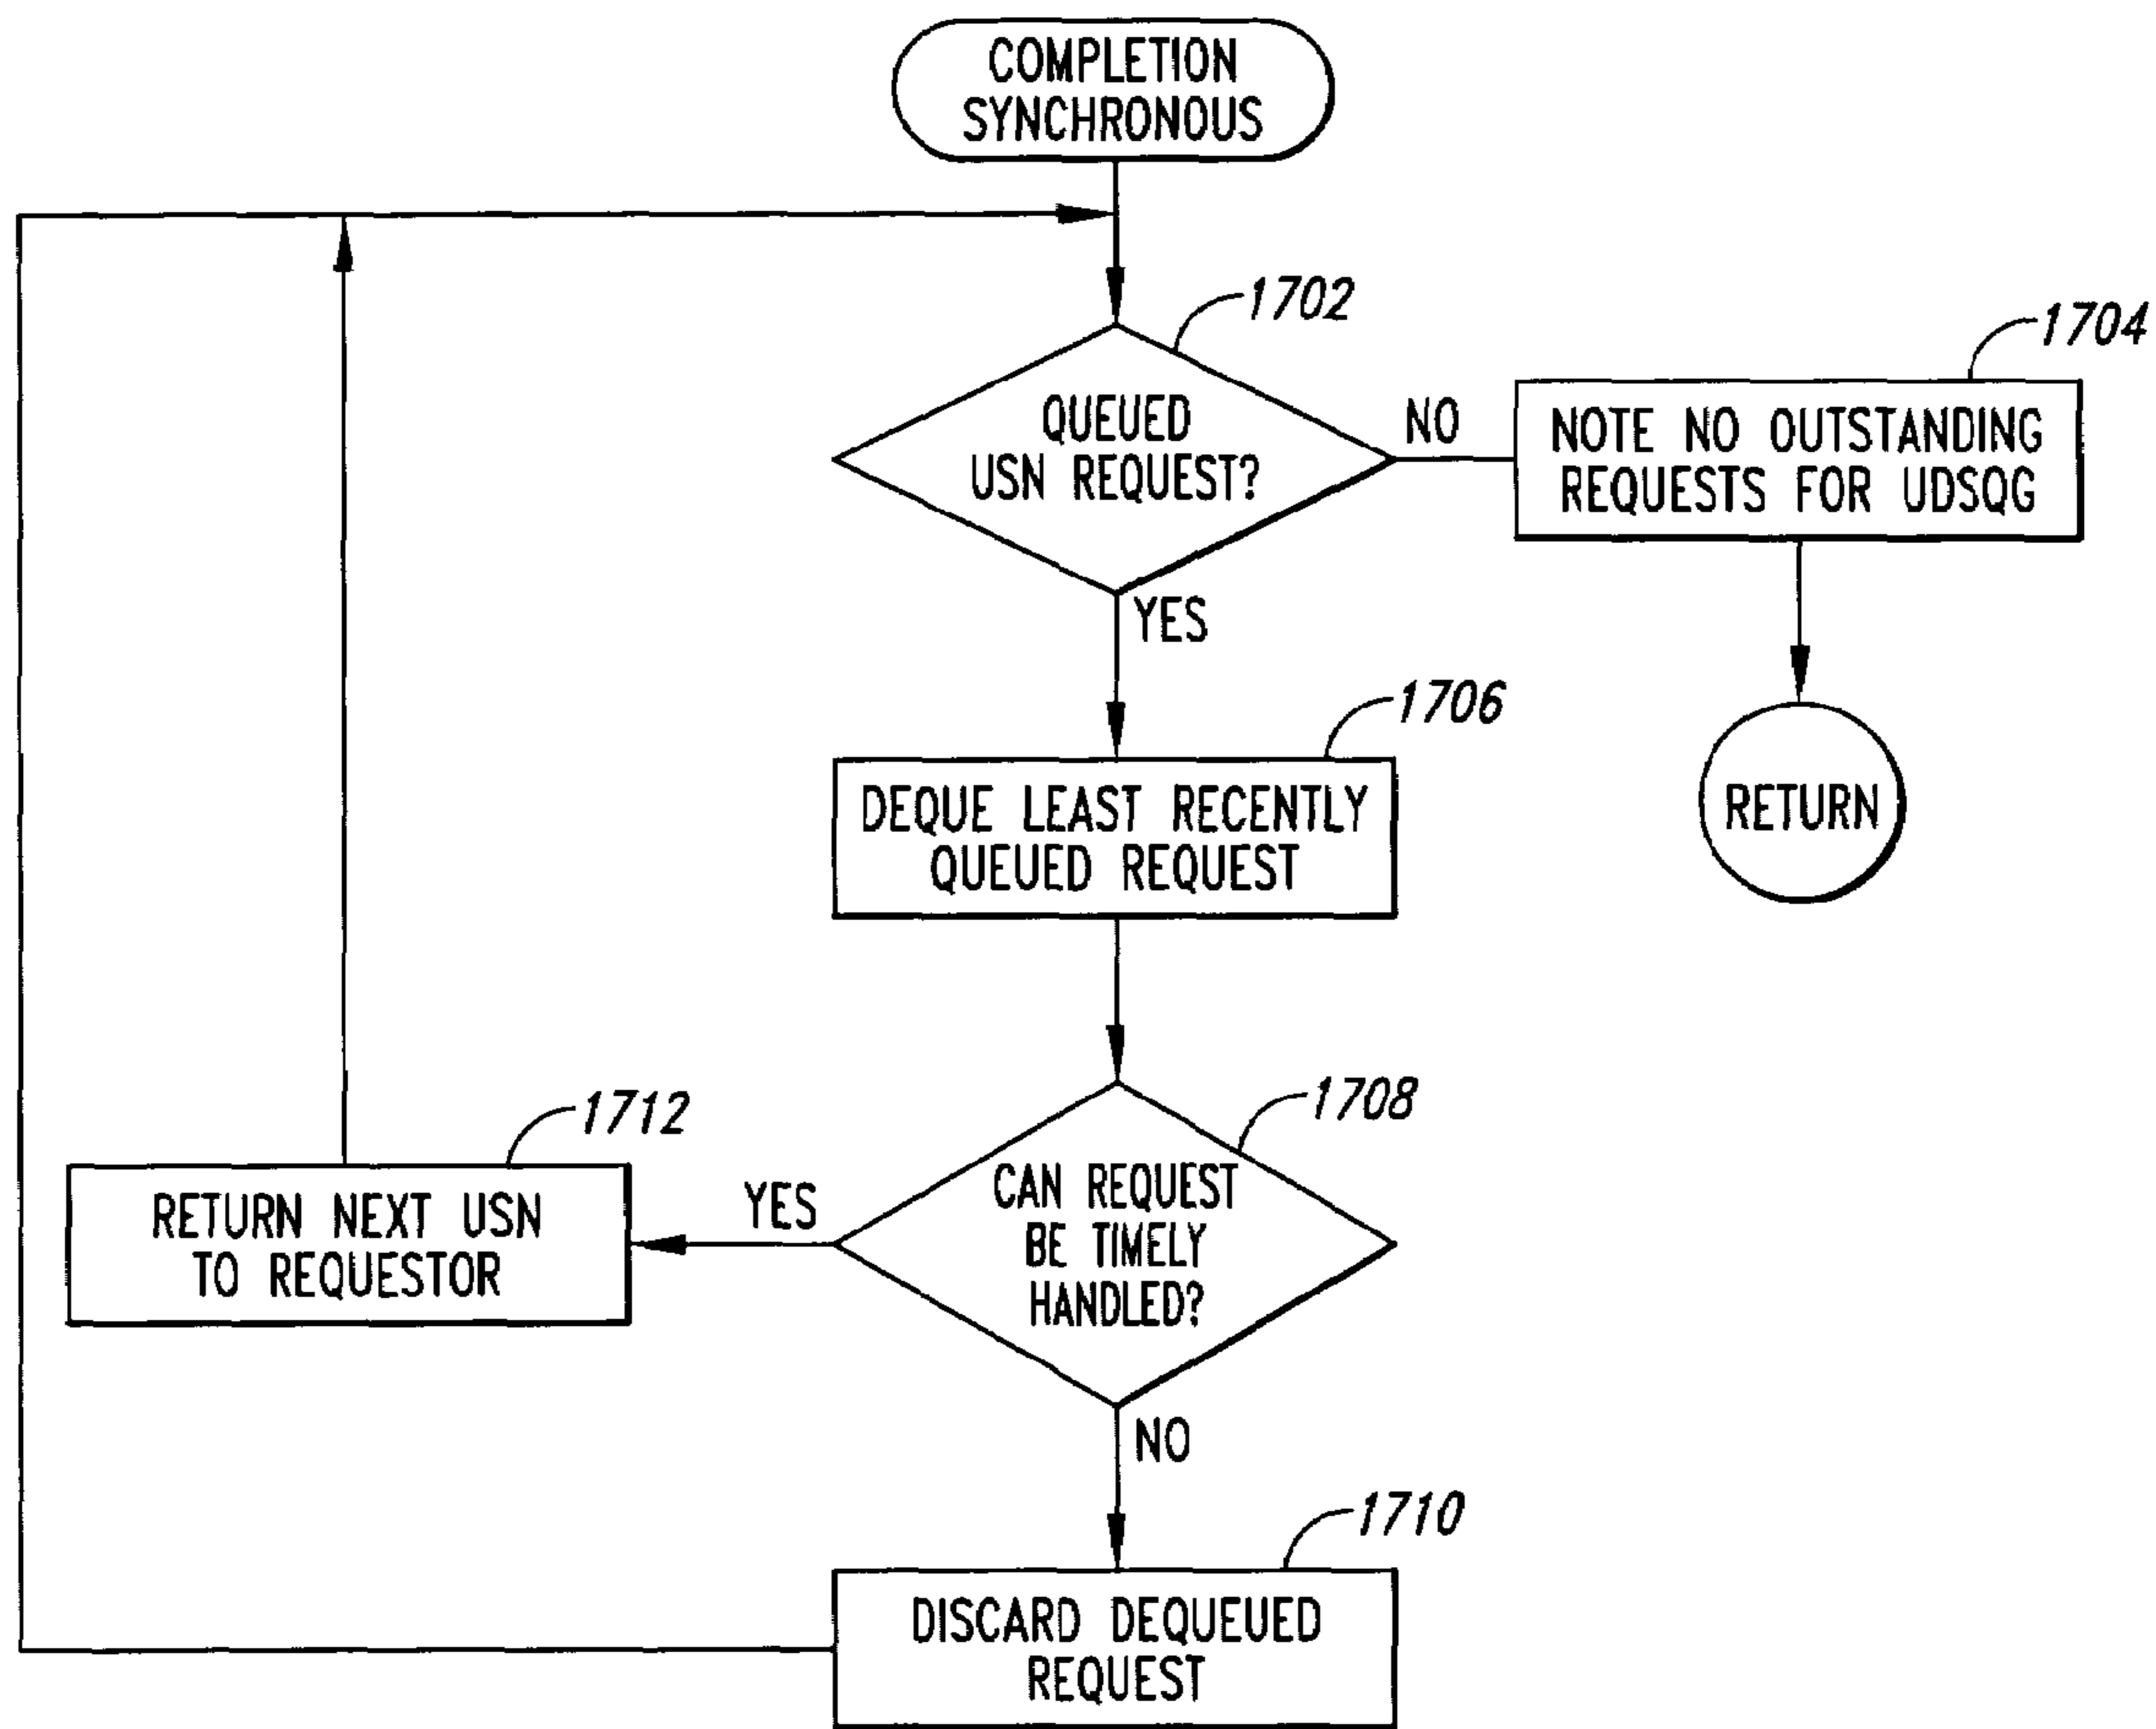 COMPLETION
SYNCHRONOUS
1702
1704
QUEUED
USN REQUEST?
NO
NOTE NO OUTSTANDING
REQUESTS FOR UDSQG
YES
1706
DEQUE LEAST RECENTLY
QUEUED REQUEST
RETURN
1712
1708
RETURN NEXT USN
TO REQUESTOR
YES
CAN REQUEST
BE TIMELY
HANDLED?
NO
1710
DISCARD DEQUEUED
REQUEST